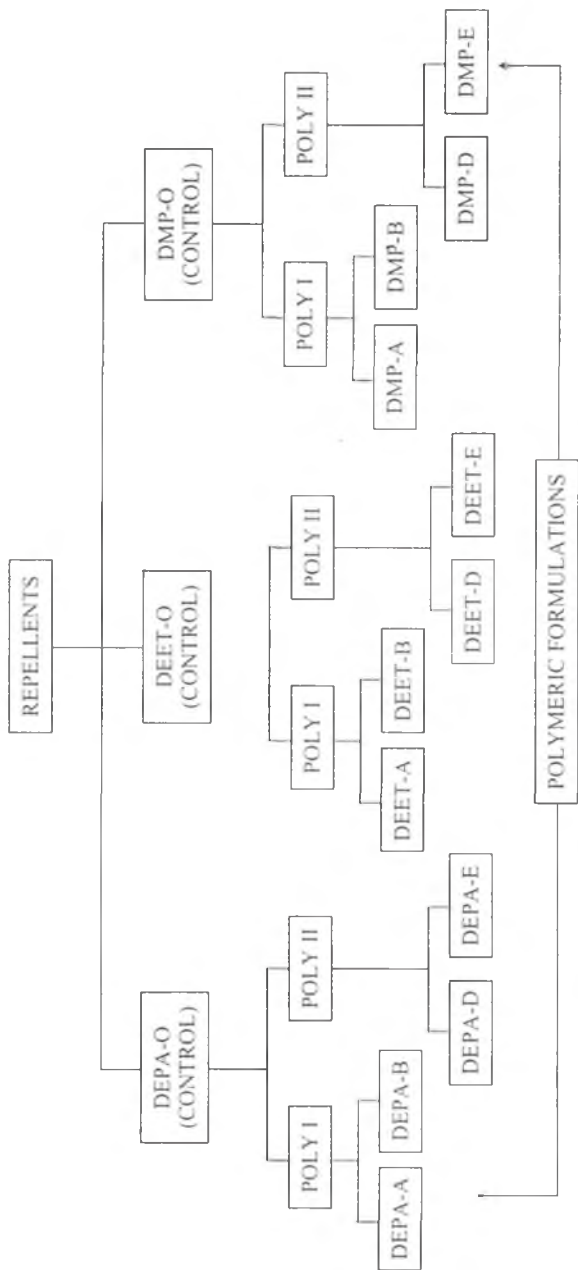 REPELLENTS
DEPA-O
(CONTROL)
DEET-O
(CONTROL)
DMP-O
(CONTROL)
POLY I
POLY II
POLY I
POLY II
POLY I
POLY II
DEPA-A
DEPA-B
DEPA-D
DEPA-E
DEET-A
DEET-B
DEET-D
DEET-E
DMP-A
DMP-B
DMP-D
DMP-E
POLYMERIC FORMULATIONS